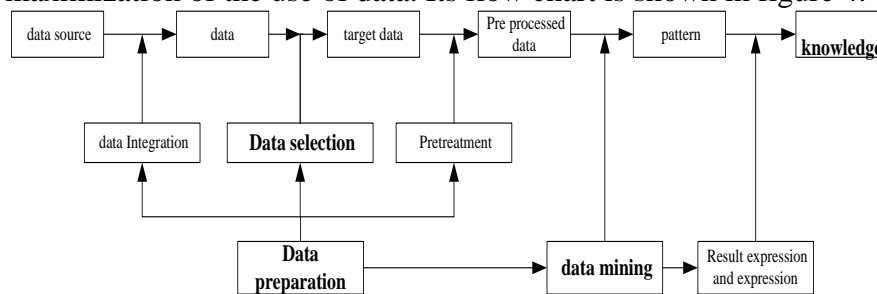 maximization of the use of data. Its flow chart is shown in figure
data source
data
target data
Pre processed
data
pattern
knowledge
data Integration
Data selection
Pretreatment
Data
preparation
data mining
Result expression
and expression